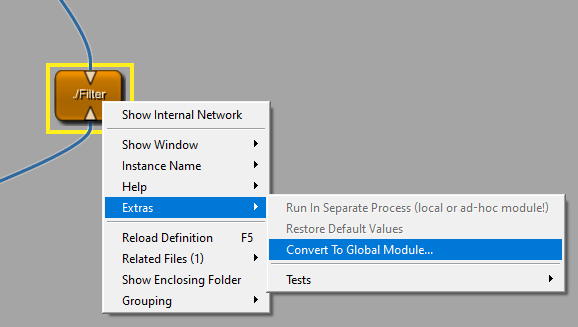 ./Filter
Show Internal Network
Show Window
Instance Name
Help
Extras
Reload Definition F5
Related Files (1)
Show Enclosing Folder
Grouping
Run In Separate Process (local or ad-hoc module!)
Restore Default Values
Convert To Global Module...
Tests